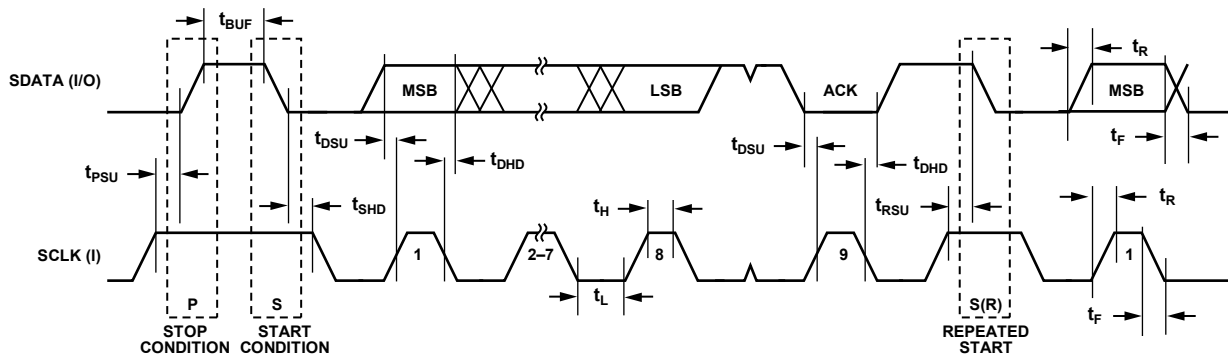 tBUF
tR
SDATA (I/O)
MSB
LSB
ACK
MSB
tDSU
tDHD
tDSU
tDHD
tF
tPSU
tSHD
tH
tRSU
tR
SCLK (I)
1
2–7
8
9
1
tL
tF
P
S
S(R)
STOP
CONDITION
START
CONDITION
REPEATED
START